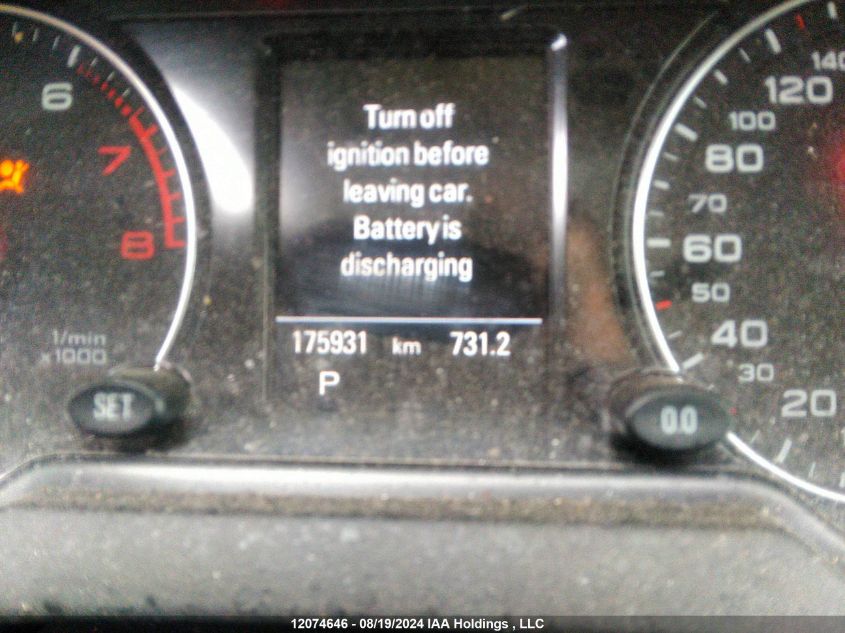 Turn off
ignition before
leaving car.
Battery is
discharging
175931 km 731.2
P
6
7
8
1/min
x1000
SET
0.0
140
120
100
80
70
60
50
40
30
20
12074646 - 08/19/2024 IAA Holdings , LLC